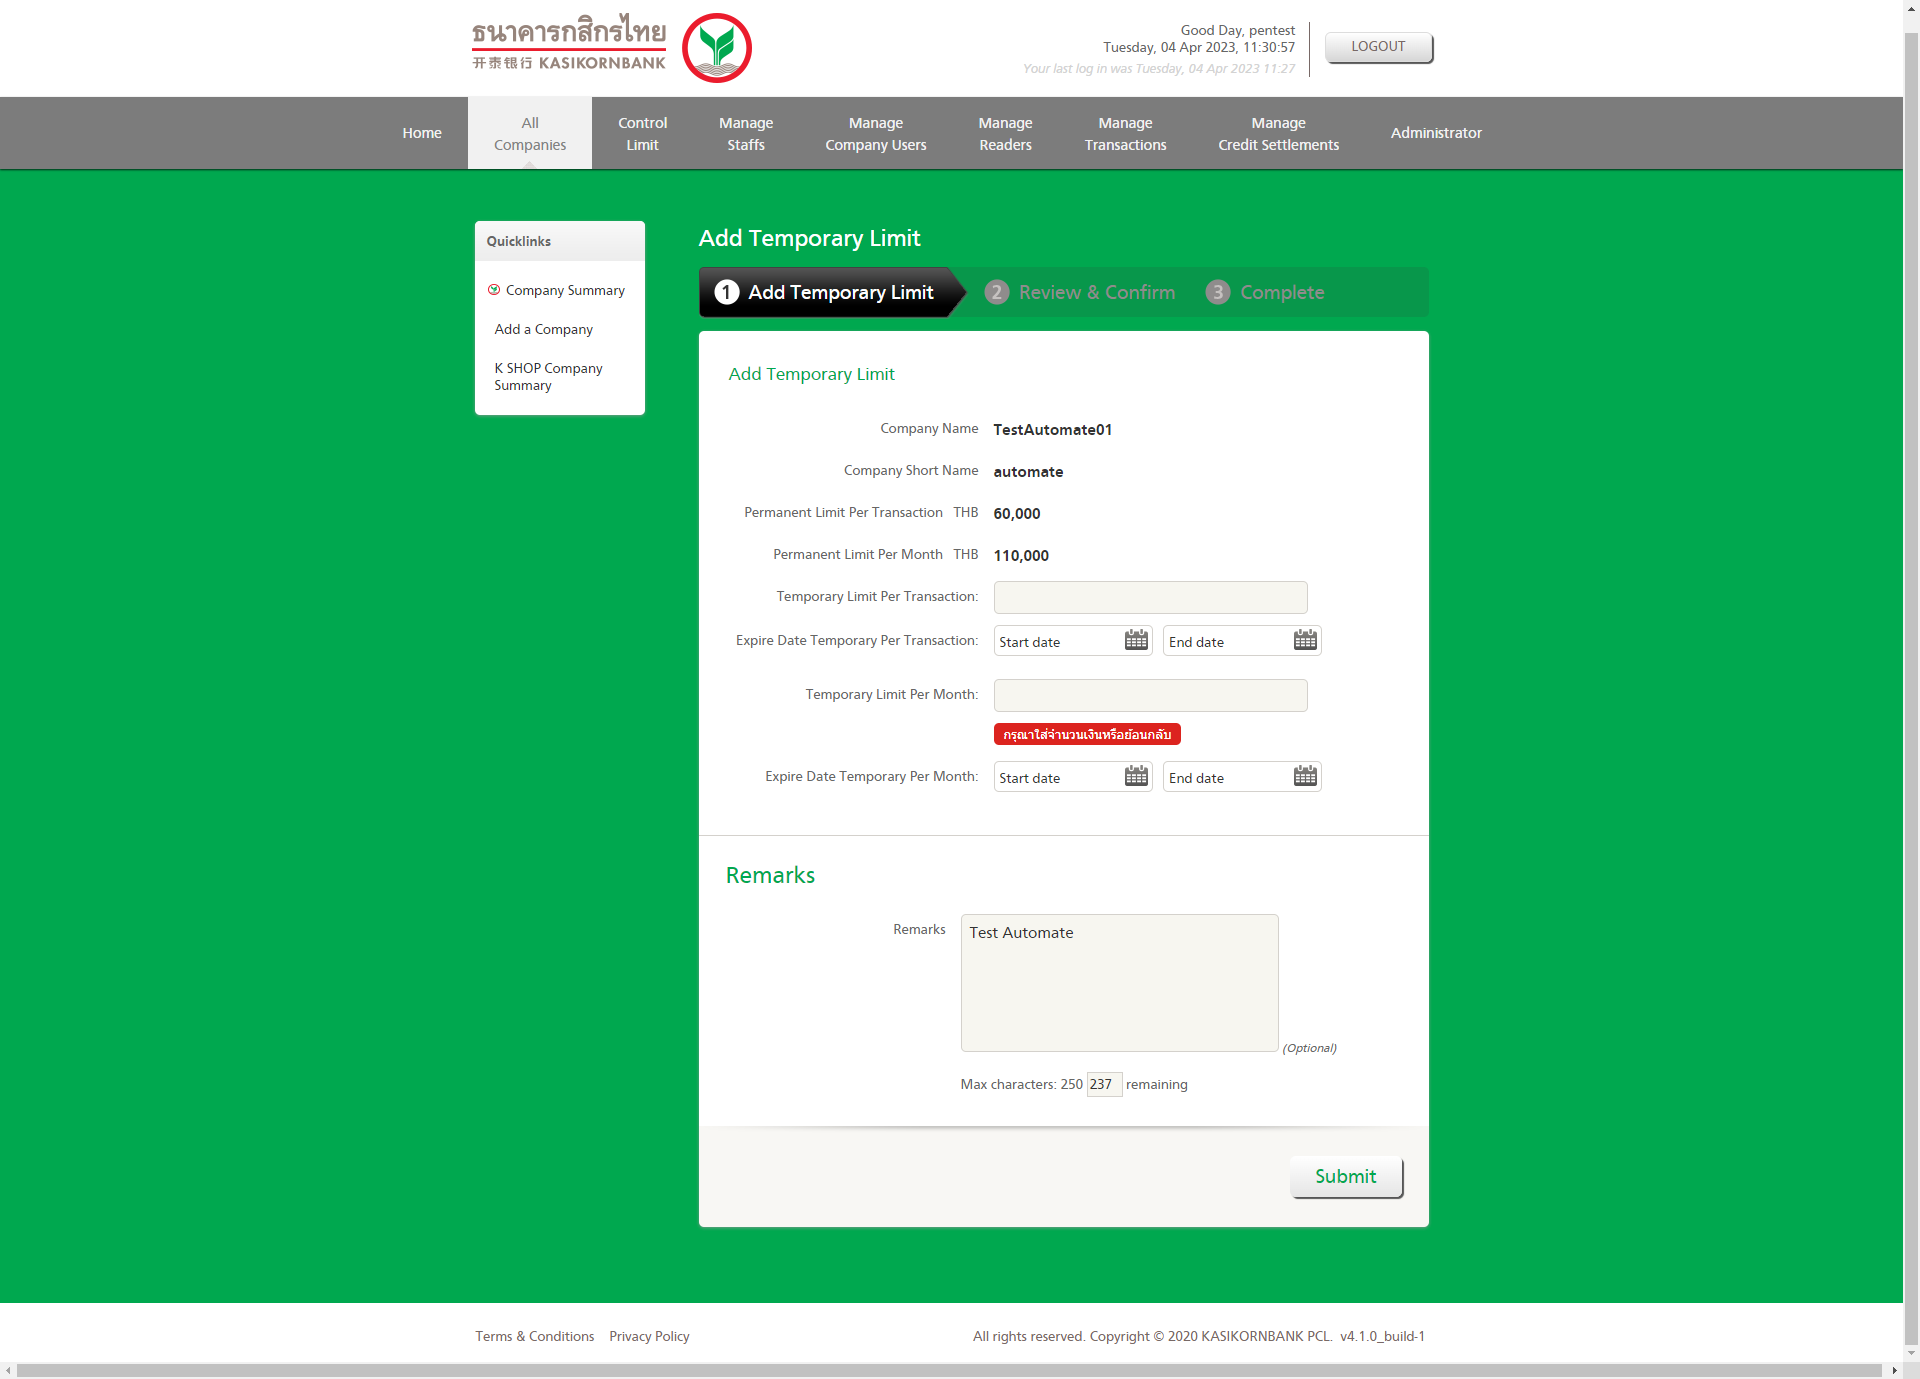 ธนาคารกสิกรไทย
开泰银行 KASIKORNBANK
Good Day, pentest
Tuesday, 04 Apr 2023, 11:30:57
Your last log in was Tuesday, 04 Apr 2023 11:27
LOGOUT
Home
All
Companies
Control
Limit
Manage
Staffs
Manage
Company Users
Manage
Readers
Manage
Transactions
Manage
Credit Settlements
Administrator
Quicklinks
Company Summary
Add a Company
K SHOP Company
Summary
Add Temporary Limit
1 Add Temporary Limit
2 Review & Confirm
3 Complete
Add Temporary Limit
Company Name TestAutomate01
Company Short Name automate
Permanent Limit Per Transaction THB 60,000
Permanent Limit Per Month THB 110,000
Temporary Limit Per Transaction:
Expire Date Temporary Per Transaction: Start date End date
Temporary Limit Per Month:
กรุณาใส่จำนวนเงินหรือย้อนกลับ
Expire Date Temporary Per Month: Start date End date
Remarks
Remarks Test Automate
(Optional)
Max characters: 250 237 remaining
Submit
Terms & Conditions Privacy Policy
All rights reserved. Copyright © 2020 KASIKORNBANK PCL. v4.1.0_build-1